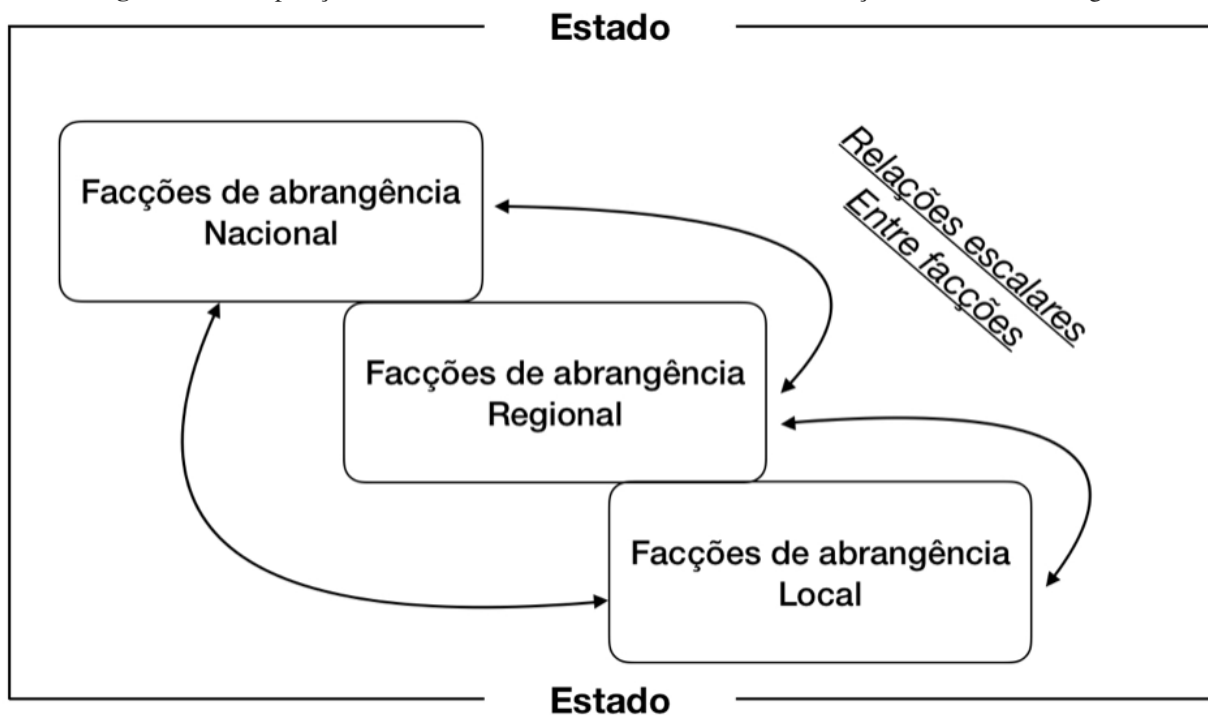 Estado
Facções de abrangência
Nacional
Relações escalares
Entre facções
Facções de abrangência
Regional
Facções de abrangência
Local
Estado